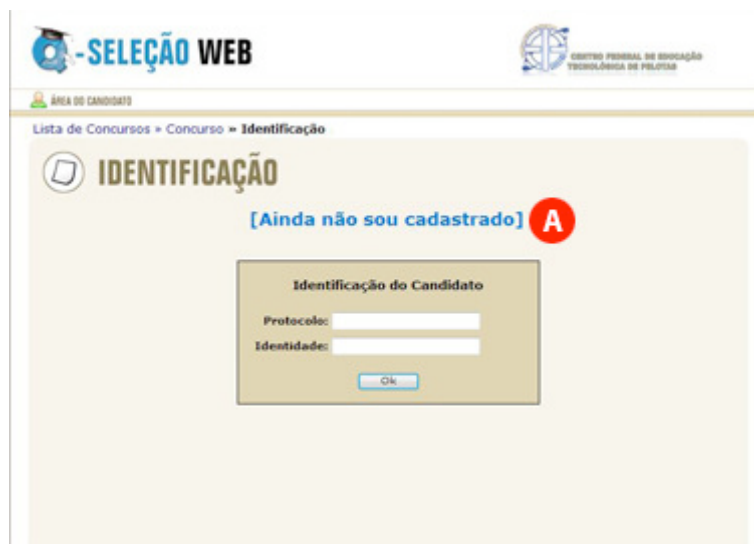 -SELEÇÃO WEB
CENTRO FEDERAL DE EDUCAÇÃO
TECNOLÓGICA DE PELOTAS
ÁREA DO CANDIDATO
Lista de Concursos » Concurso » Identificação
IDENTIFICAÇÃO
[Ainda não sou cadastrado] A
Identificação do Candidato
Protocolo:
Identidade:
Ok